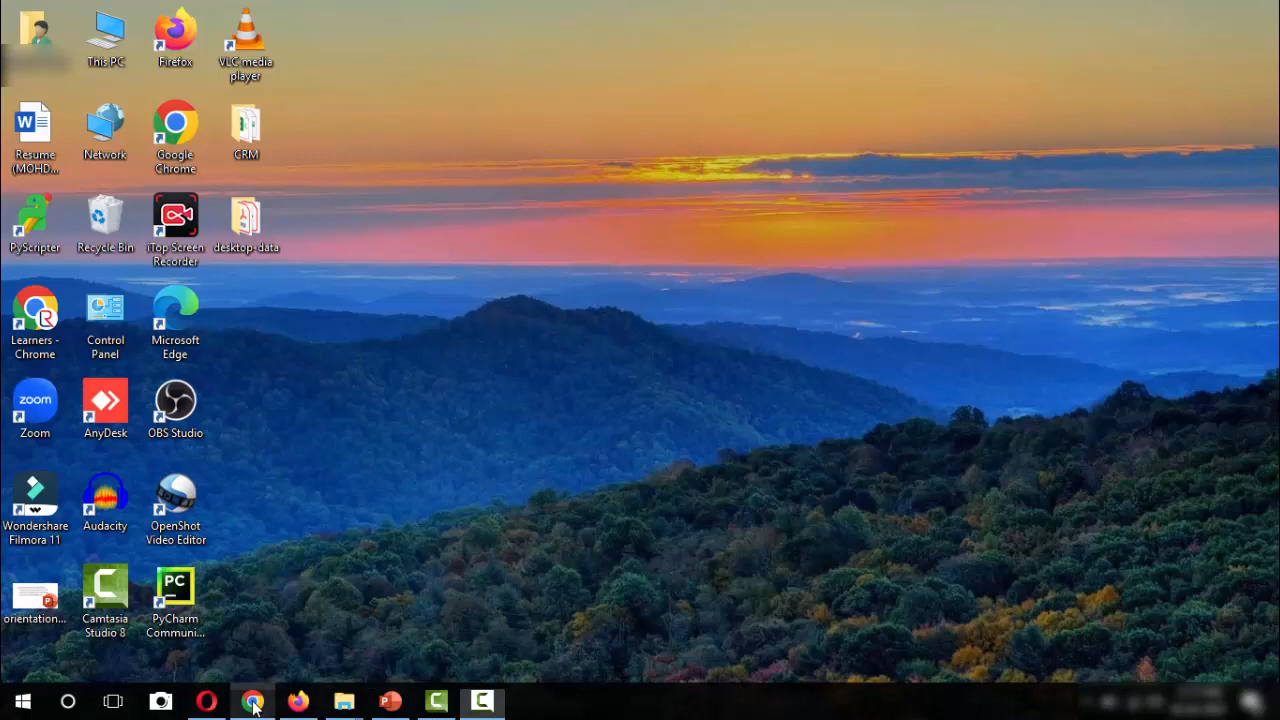 This PC
Firefox
VLC media
player
Resume
(MOHD...
Network
Google
Chrome
CRM
PyScripter
Recycle Bin
iTop Screen
Recorder
desktop-data
Learners -
Chrome
Control
Panel
Microsoft
Edge
zoom
Zoom
AnyDesk
OBS Studio
Wondershare
Filmora 11
Audacity
OpenShot
Video Editor
orientation...
Camtasia
Studio 8
PC
PyCharm
Communi...